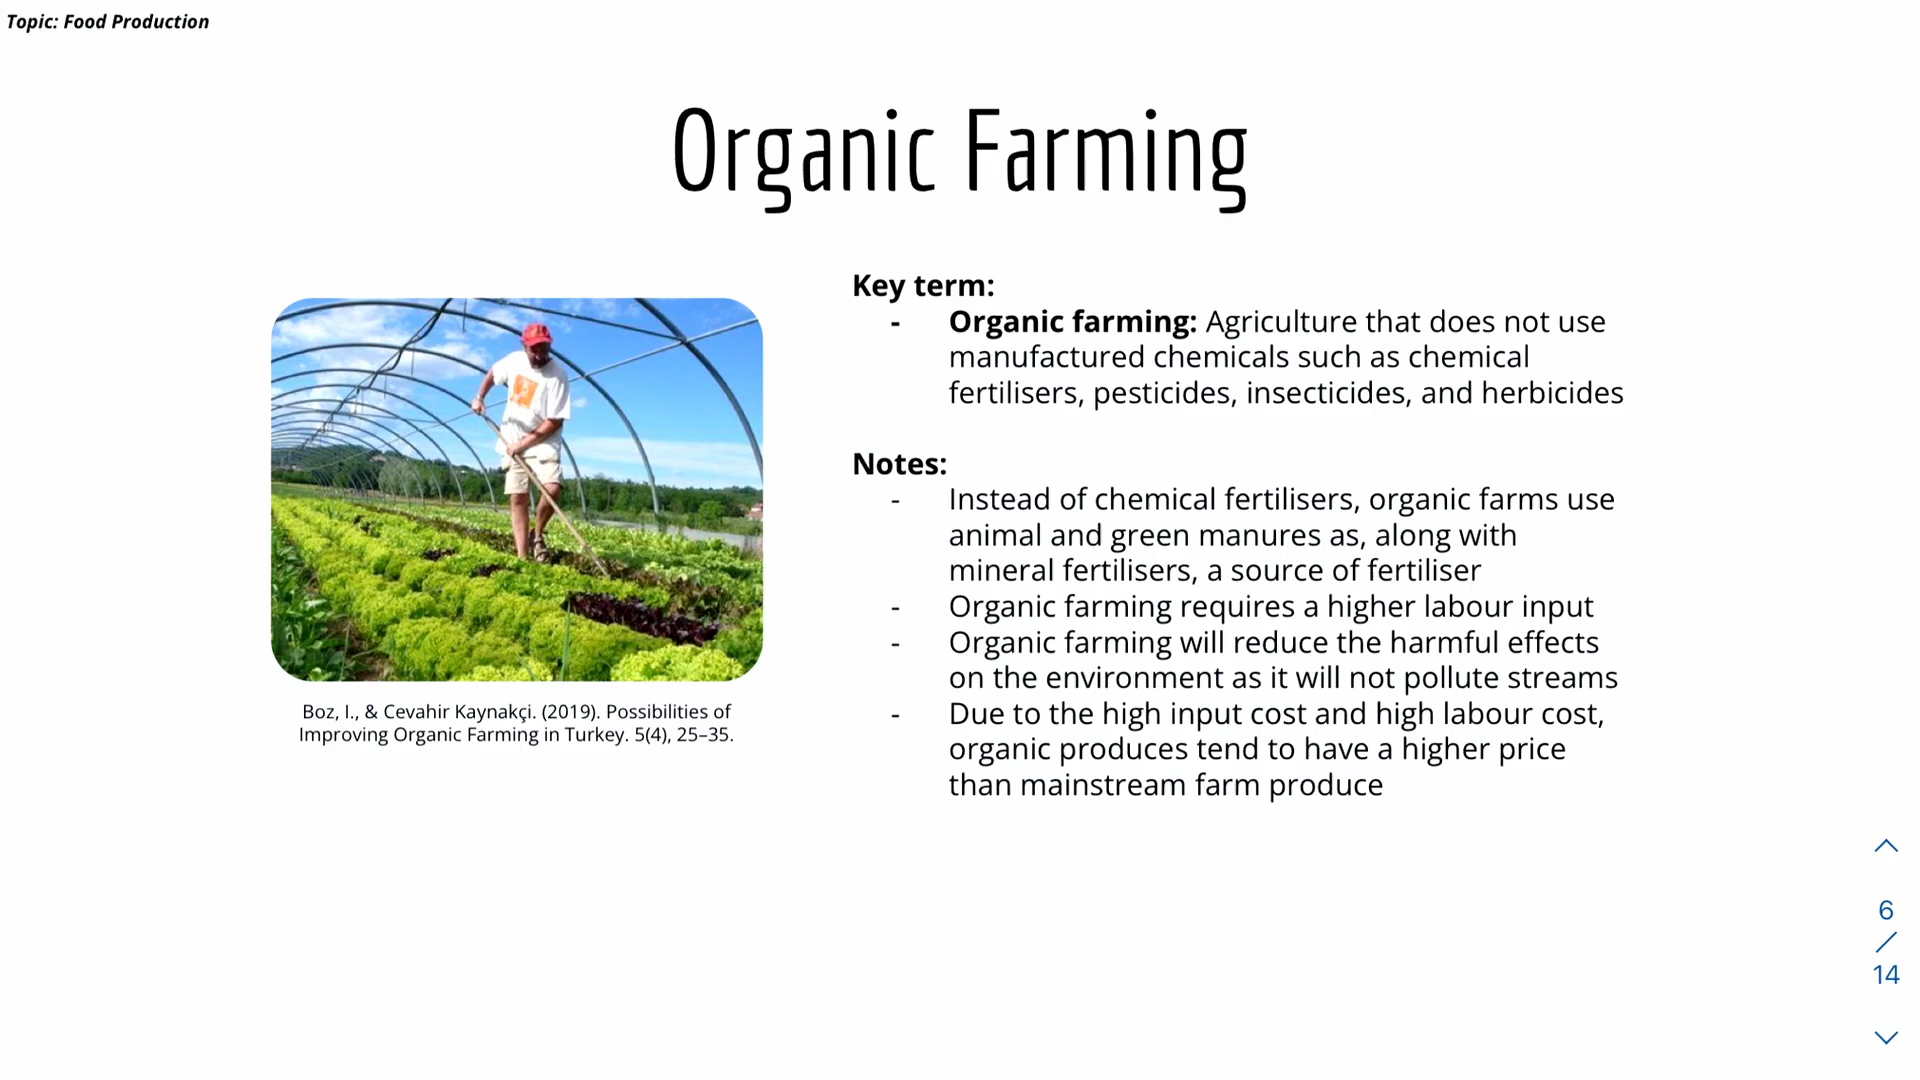 Topic: Food Production
Organic Farming
Key term:
- Organic farming: Agriculture that does not use
manufactured chemicals such as chemical
fertilisers, pesticides, insecticides, and herbicides
Notes:
- Instead of chemical fertilisers, organic farms use
animal and green manures as, along with
mineral fertilisers, a source of fertiliser
- Organic farming requires a higher labour input
- Organic farming will reduce the harmful effects
on the environment as it will not pollute streams
- Due to the high input cost and high labour cost,
organic produces tend to have a higher price
than mainstream farm produce
Boz, I., & Cevahir Kaynakçi. (2019). Possibilities of
Improving Organic Farming in Turkey. 5(4), 25–35.
6
/
14